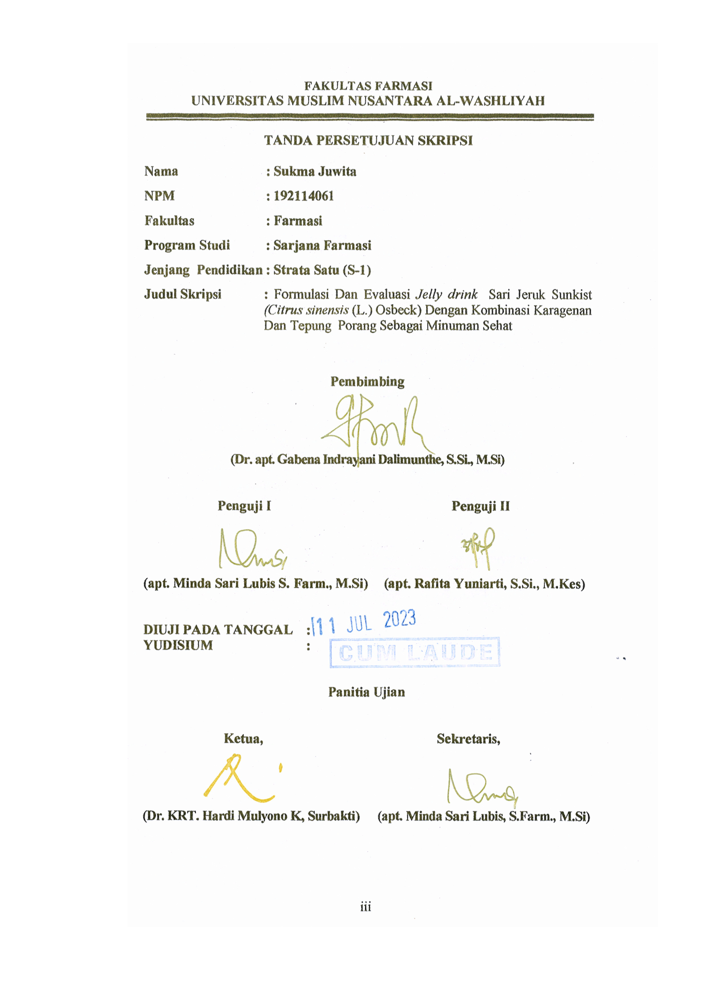 FAKULTAS FARMASI
UNIVERSITAS MUSLIM NUSANTARA AL-WASHLIYAH
TANDA PERSETUJUAN SKRIPSI
Nama : Sukma Juwita
NPM : 192114061
Fakultas : Farmasi
Program Studi : Sarjana Farmasi
Jenjang Pendidikan : Strata Satu (S-1)
Judul Skripsi : Formulasi Dan Evaluasi Jelly drink Sari Jeruk Sunkist
(Citrus sinensis (L.) Osbeck) Dengan Kombinasi Karagenan
Dan Tepung Porang Sebagai Minuman Sehat
Pembimbing
(Dr. apt. Gabena Indrayani Dalimunthe, S.Si., M.Si)
Penguji I Penguji II
(apt. Minda Sari Lubis S. Farm., M.Si) (apt. Rafita Yuniarti, S.Si., M.Kes)
DIUJI PADA TANGGAL : 11 JUL 2023
YUDISIUM : CUM LAUDE
Panitia Ujian
Ketua, Sekretaris,
(Dr. KRT. Hardi Mulyono K, Surbakti) (apt. Minda Sari Lubis, S.Farm., M.Si)
iii